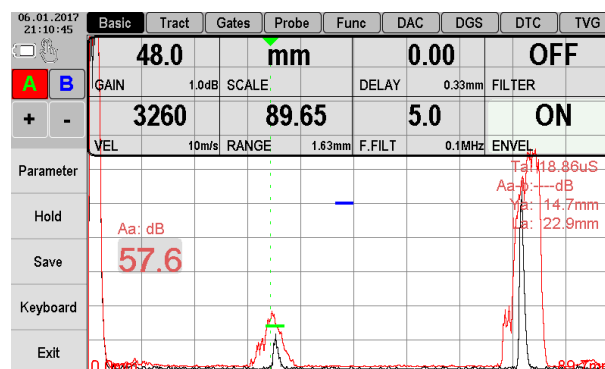 06.01.2017
21:10:45
Basic Tract Gates Probe Func DAC DGS DTC TVG
48.0 mm 0.00 OFF
GAIN 1.0dB SCALE DELAY 0.33mm FILTER
A B
3260 89.65 5.0 ON
+ -
VEL 10m/s RANGE 1.63mm F.FILT 0.1MHz ENVEL
Ta: 18.86uS
Parameter
Aa-b:----dB
Ya: 14.7mm
Hold
La: 22.9mm
Aa: dB
57.6
Save
Keyboard
Exit
89.7mm